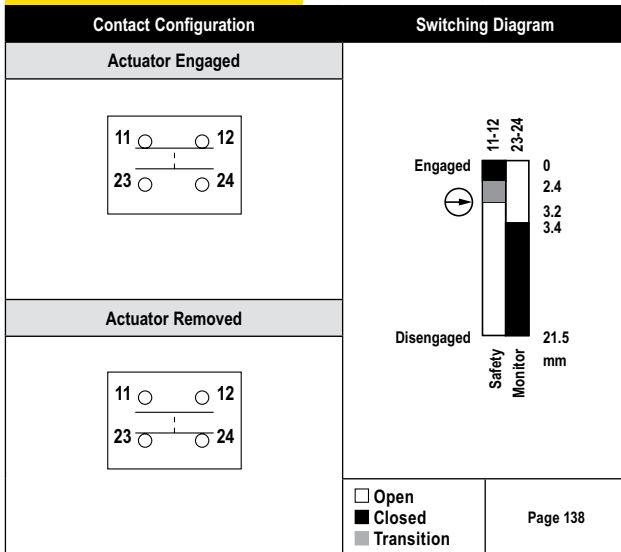 Contact Configuration
Switching Diagram
Actuator Engaged
11 12
23 24
Actuator Removed
11 12
23 24
11-12
23-24
Engaged
0
2.4
3.2
3.4
Disengaged
21.5
mm
Safety
Monitor
Open
Closed
Transition
Page 138